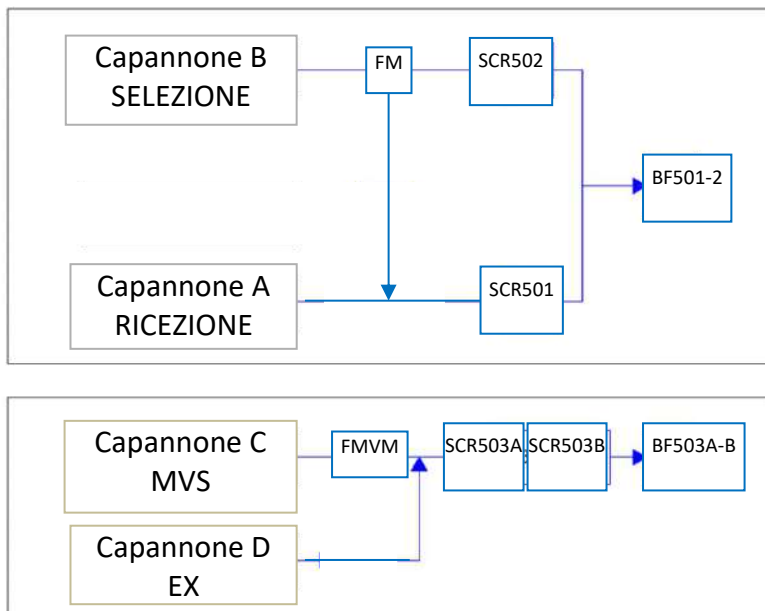 Capannone B
SELEZIONE
FM
SCR502
BF501-2
Capannone A
RICEZIONE
SCR501
Capannone C
MVS
FMVM
SCR503A
SCR503B
BF503A-B
Capannone D
EX